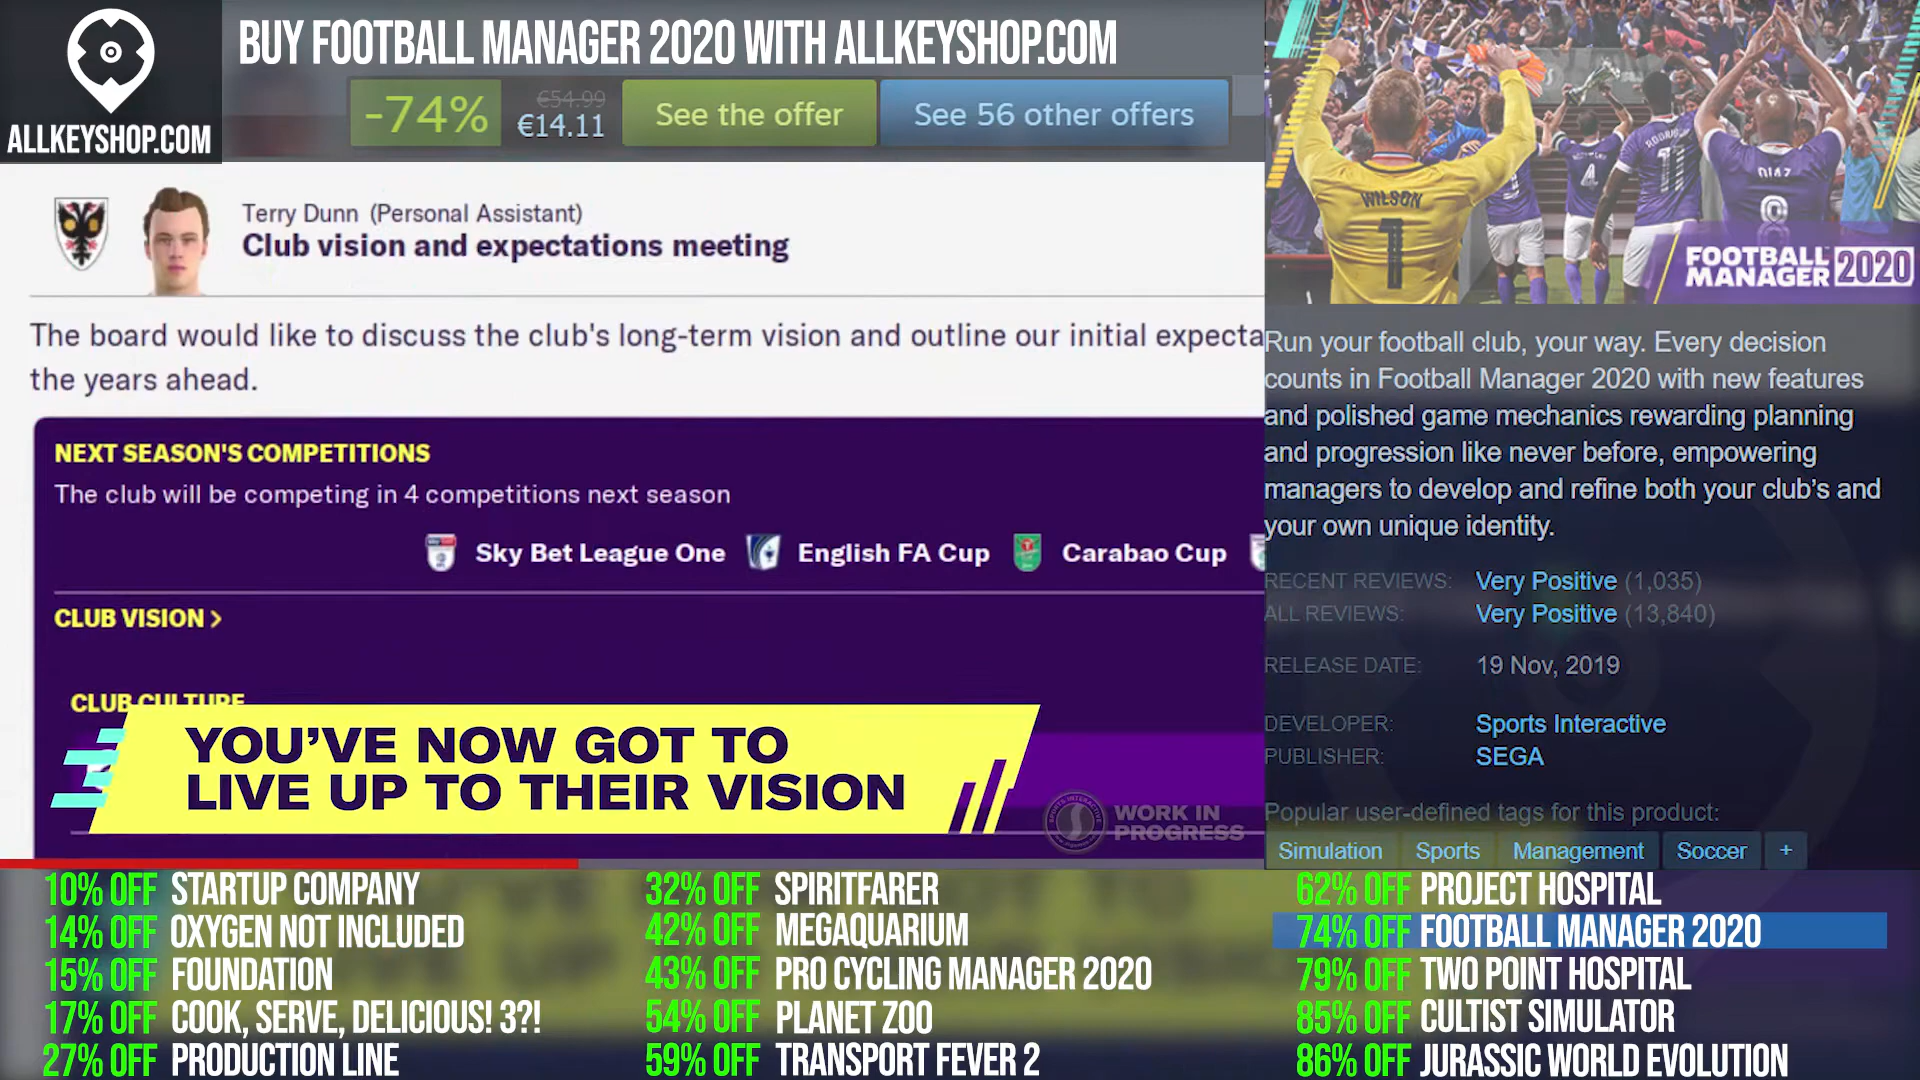 ALLKEYSHOP.COM
BUY FOOTBALL MANAGER 2020 WITH ALLKEYSHOP.COM
-74%
€54.99
€14.11
See the offer
See 56 other offers
Terry Dunn (Personal Assistant)
Club vision and expectations meeting
The board would like to discuss the club's long-term vision and outline our initial expecta
the years ahead.
NEXT SEASON'S COMPETITIONS
The club will be competing in 4 competitions next season
Sky Bet League One
English FA Cup
Carabao Cup
CLUB VISION >
CLUB CULTURE
YOU'VE NOW GOT TO
LIVE UP TO THEIR VISION
WORK IN
PROGRESS
WILSON
1
4
11
DIAZ
8
FOOTBALL
MANAGER 2020
Run your football club, your way. Every decision
counts in Football Manager 2020 with new features
and polished game mechanics rewarding planning
and progression like never before, empowering
managers to develop and refine both your club’s and
your own unique identity.
RECENT REVIEWS: Very Positive (1,035)
ALL REVIEWS: Very Positive (13,840)
RELEASE DATE: 19 Nov, 2019
DEVELOPER: Sports Interactive
PUBLISHER: SEGA
Popular user-defined tags for this product:
Simulation Sports Management Soccer +
10% OFF STARTUP COMPANY
14% OFF OXYGEN NOT INCLUDED
15% OFF FOUNDATION
17% OFF COOK, SERVE, DELICIOUS! 3?!
27% OFF PRODUCTION LINE
32% OFF SPIRITFARER
42% OFF MEGAQUARIUM
43% OFF PRO CYCLING MANAGER 2020
54% OFF PLANET ZOO
59% OFF TRANSPORT FEVER 2
62% OFF PROJECT HOSPITAL
74% OFF FOOTBALL MANAGER 2020
79% OFF TWO POINT HOSPITAL
85% OFF CULTIST SIMULATOR
86% OFF JURASSIC WORLD EVOLUTION